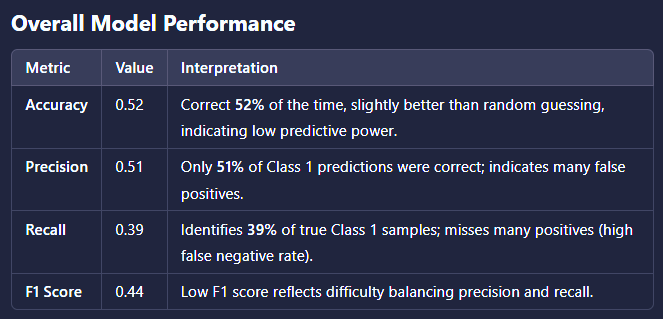 Overall Model Performance
Metric Value Interpretation
Accuracy 0.52 Correct 52% of the time, slightly better than random guessing,
indicating low predictive power.
Precision 0.51 Only 51% of Class 1 predictions were correct; indicates many false
positives.
Recall 0.39 Identifies 39% of true Class 1 samples; misses many positives (high
false negative rate).
F1 Score 0.44 Low F1 score reflects difficulty balancing precision and recall.